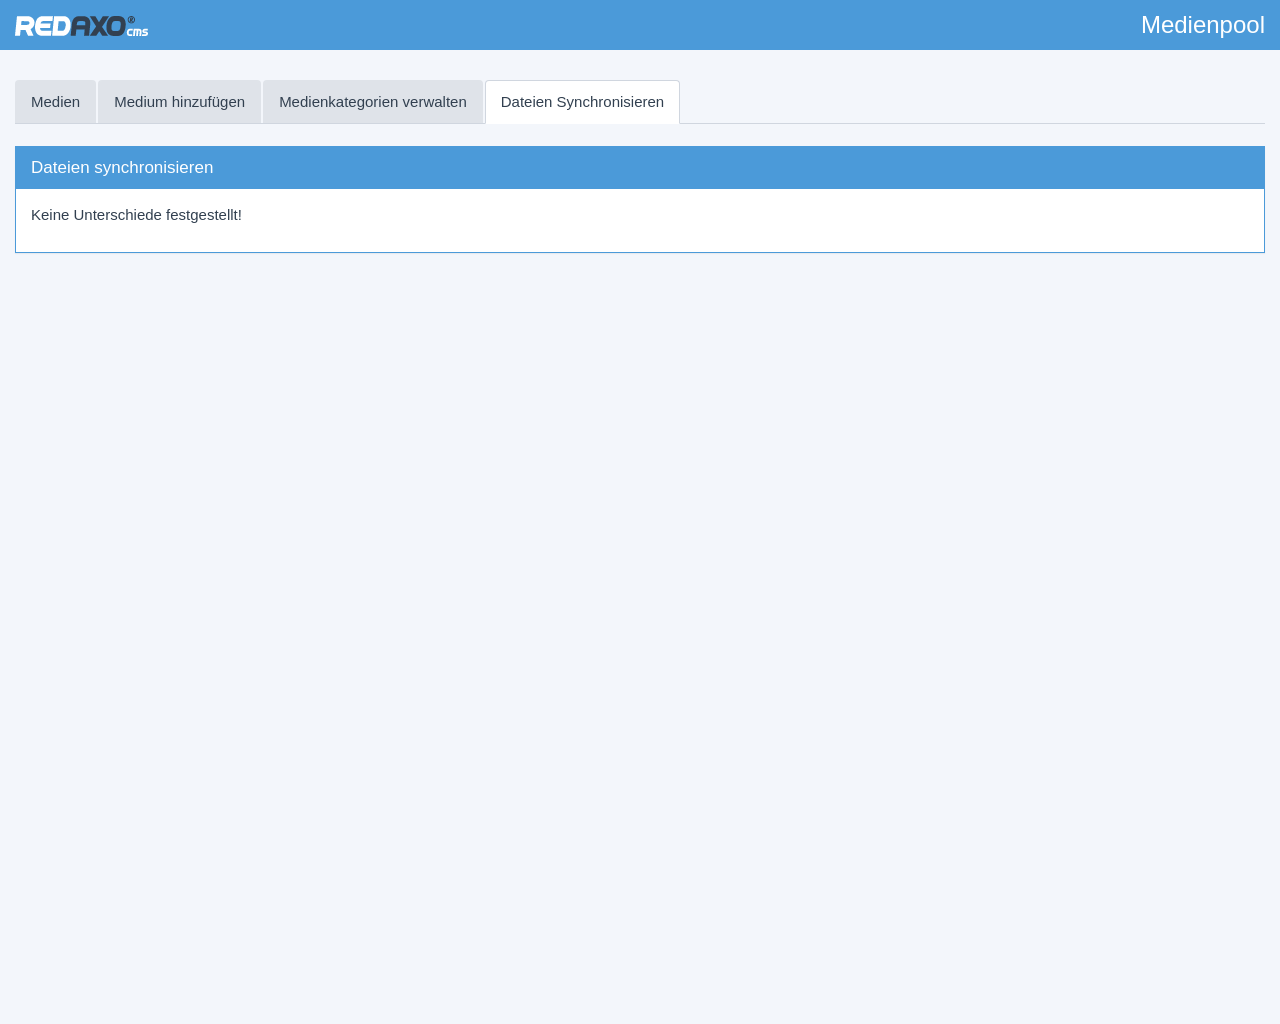 REDAXO® cms
Medienpool
Medien
Medium hinzufügen
Medienkategorien verwalten
Dateien Synchronisieren
Dateien synchronisieren
Keine Unterschiede festgestellt!